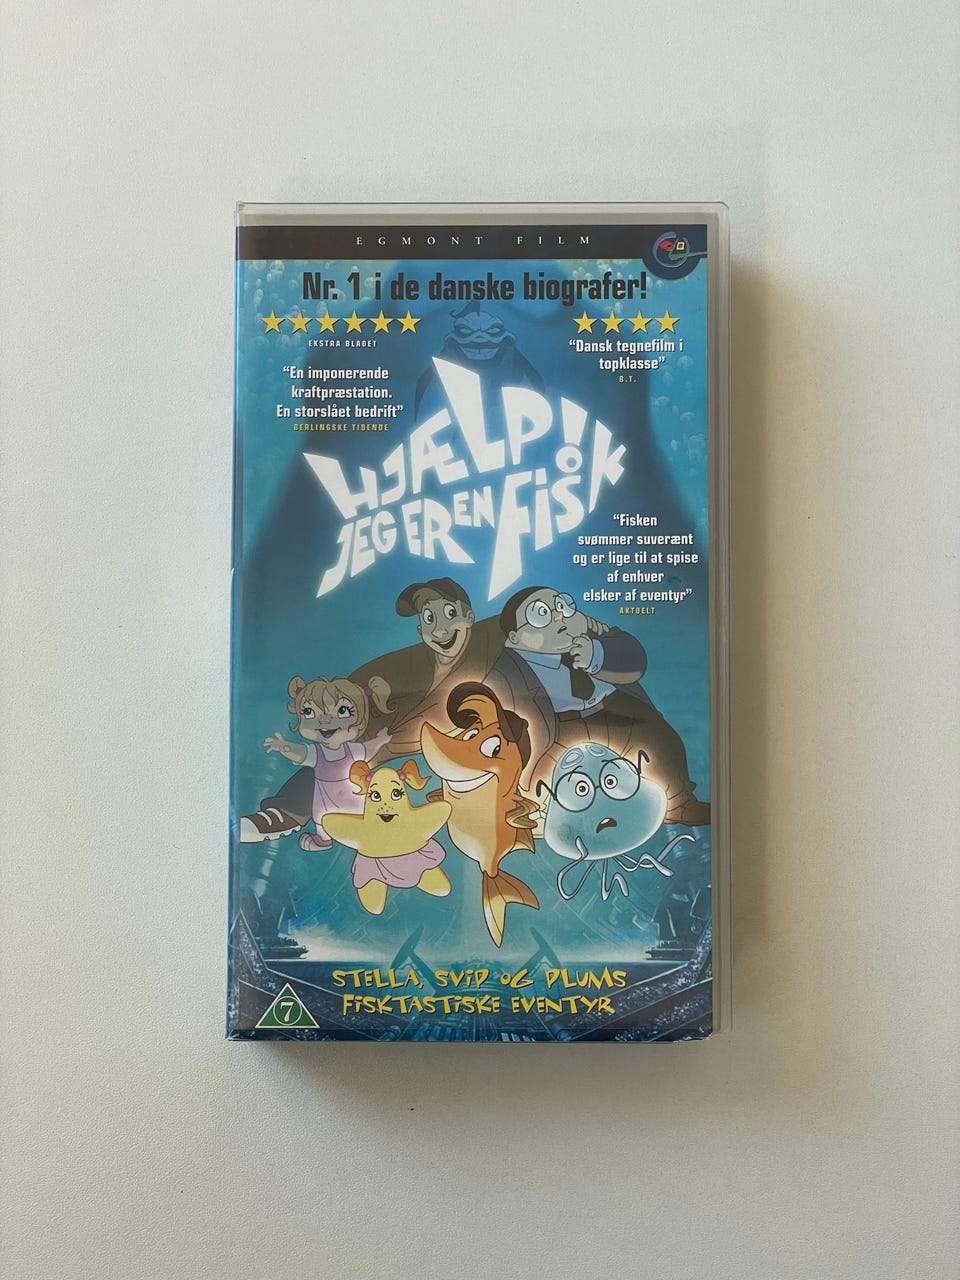 EGMONT FILM
Nr. 1 i de danske biografer!
EKSTRA BLADET
"En imponerende
kraftpræstation.
En storslået bedrift"
BERLINGSKE TIDENDE
"Dansk tegnefilm i
topklasse"
B.T.
HJÆLP!
JEG ER EN FISK
"Fisken
svømmer suverænt
og er lige til at spise
af enhver
elsker af eventyr"
AKTUELT
STELLA, SVIP OG PLUMS
FISKTASTISKE EVENTYR
7